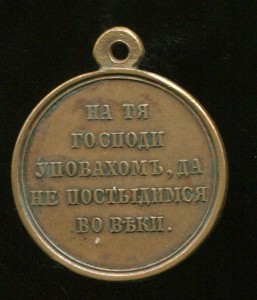 НА ТЯ
ГОСПОДИ
УПОВАХОМЪ, ДА
НЕ ПОСТЫДИМСЯ
ВО ВѢКИ.